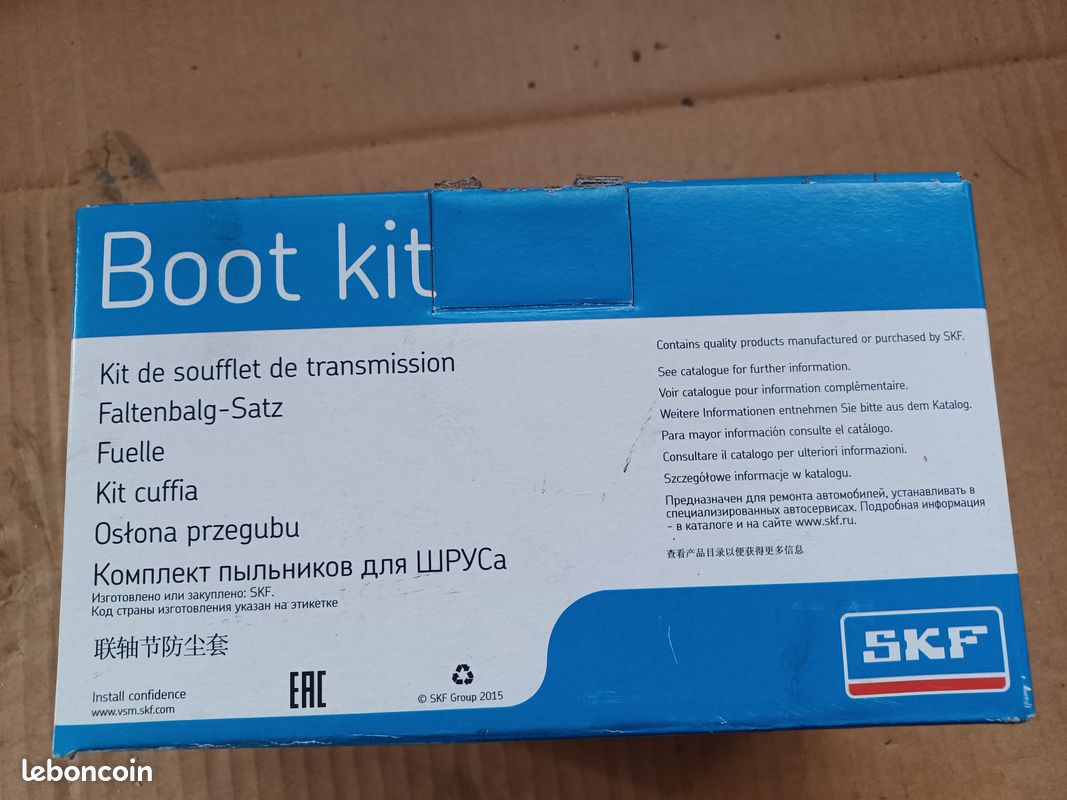 Boot kit
Kit de soufflet de transmission
Faltenbalg-Satz
Fuelle
Kit cuffia
Osłona przegubu
Комплект пыльников для ШРУСа
Изготовлено или закуплено: SKF.
Код страны изготовления указан на этикетке
联轴节防尘套
Install confidence
www.vsm.skf.com
EAC
© SKF Group 2015
Contains quality products manufactured or purchased by SKF.
See catalogue for further information.
Voir catalogue pour information complémentaire.
Weitere Informationen entnehmen Sie bitte aus dem Katalog.
Para mayor información consulte el catálogo.
Consultare il catalogo per ulteriori informazioni.
Szczegółowe informacje w katalogu.
Предназначен для ремонта автомобилей, устанавливать в
специализированных автосервисах. Подробная информация
- в каталоге и на сайте www.skf.ru.
查看产品目录以便获得更多信息
SKF
leboncoin